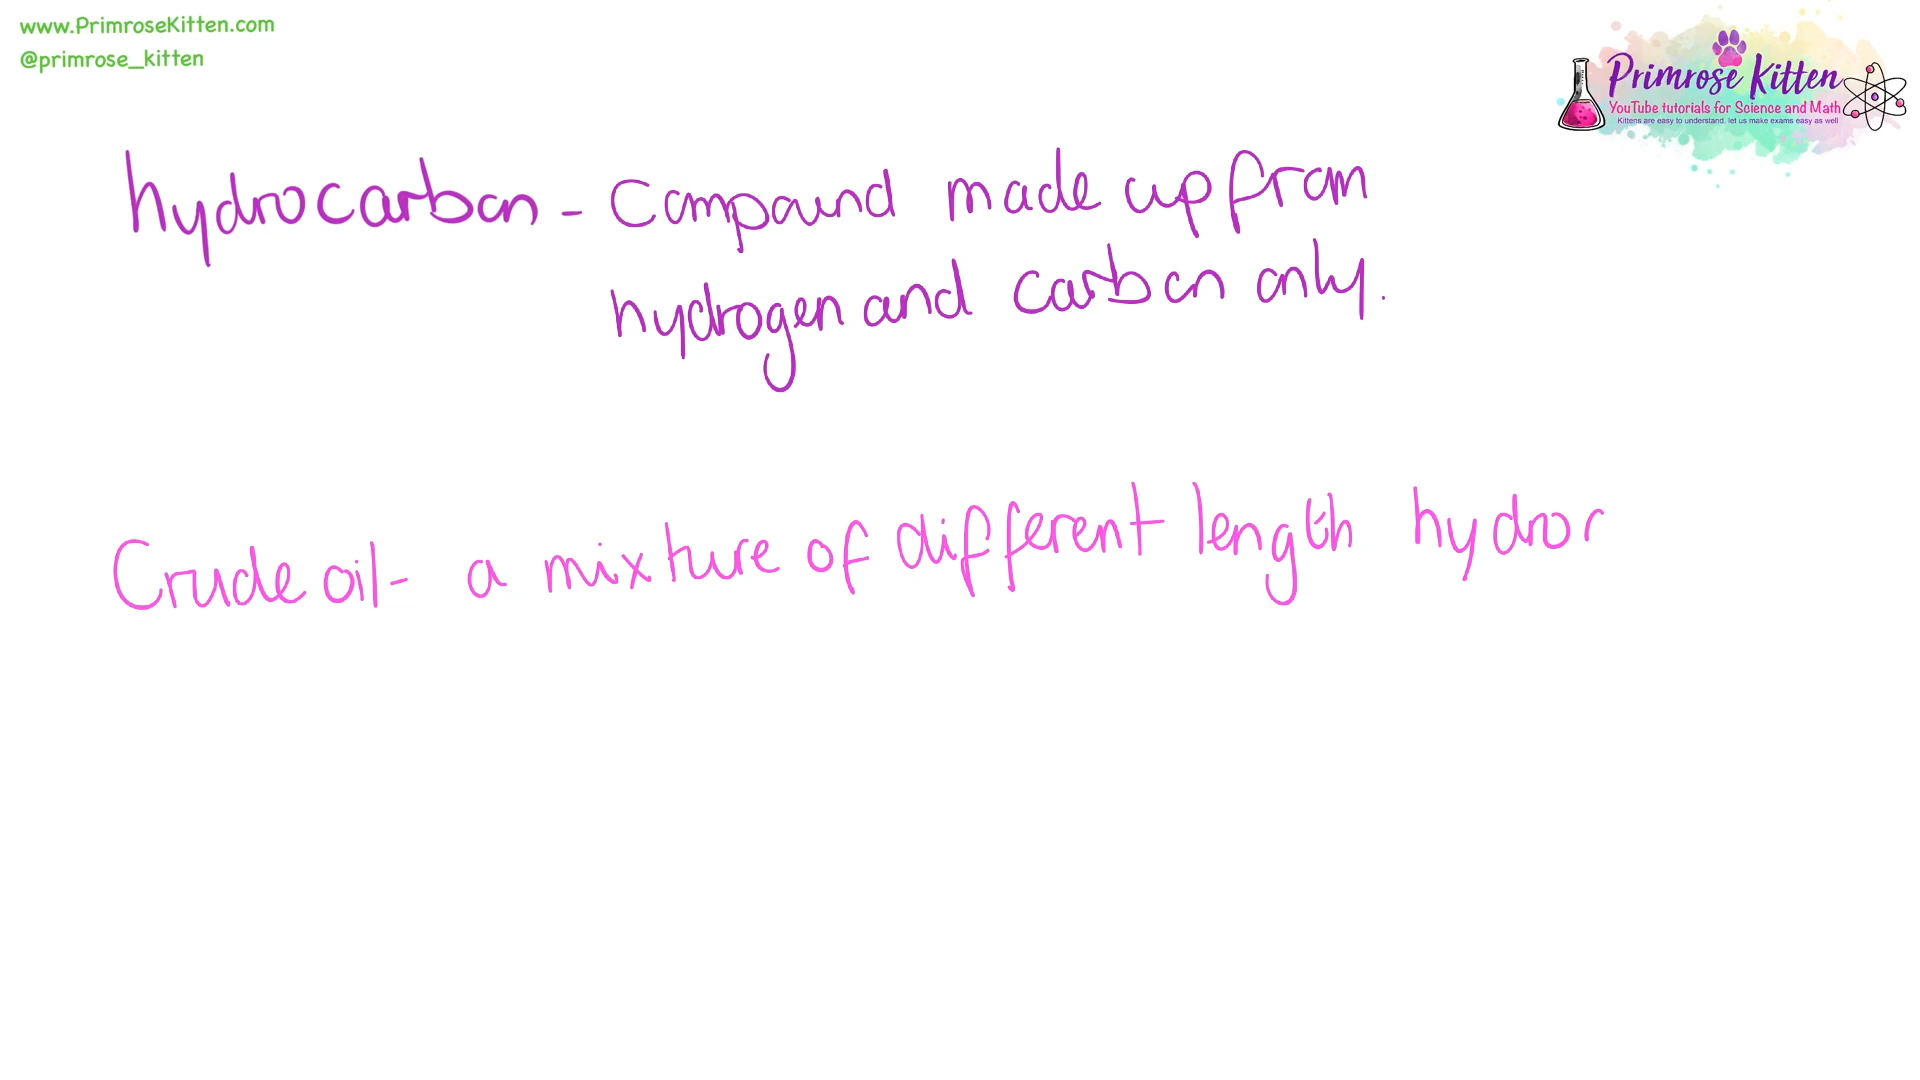 www.PrimroseKitten.com
@primrose_kitten
Primrose Kitten
YouTube tutorials for Science and Math
Kittens are easy to understand, let us make exams easy as well
hydrocarbon - Compound made up from
hydrogen and carbon only.
Crude oil - a mixture of different length hydroc